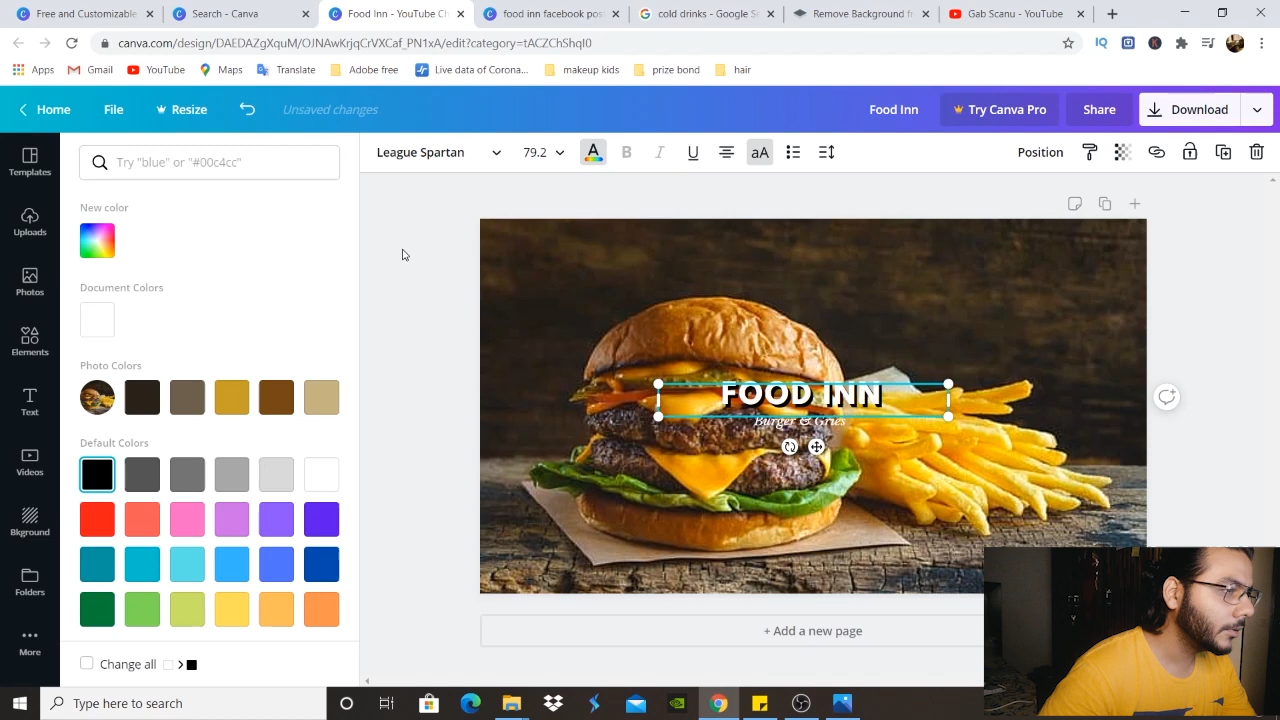 Customizable
Search - Canva
Food Inn - YouTube Ch
food inn facebook pos
cold drinks - Google Se
Remove Background f
Gab Scanu - YouTube
canva.com/design/DAEDAZgXquM/OJNAwKrjqCrVXCaf_PN1xA/edit?category=tACZChShqI0
Apps
Gmail
YouTube
Maps
Translate
Adobe free
Live data of Corona...
makeup kids
prize bond
hair
Home
File
Resize
Unsaved changes
Food Inn
Try Canva Pro
Share
Download
Templates
Uploads
Photos
Elements
Text
Videos
Bkground
Folders
More
Try "blue" or "#00c4cc"
New color
Document Colors
Photo Colors
Default Colors
Change all
League Spartan
79.2
A
B
I
U
aA
Position
FOOD INN
Burger & Gries
+ Add a new page
Type here to search